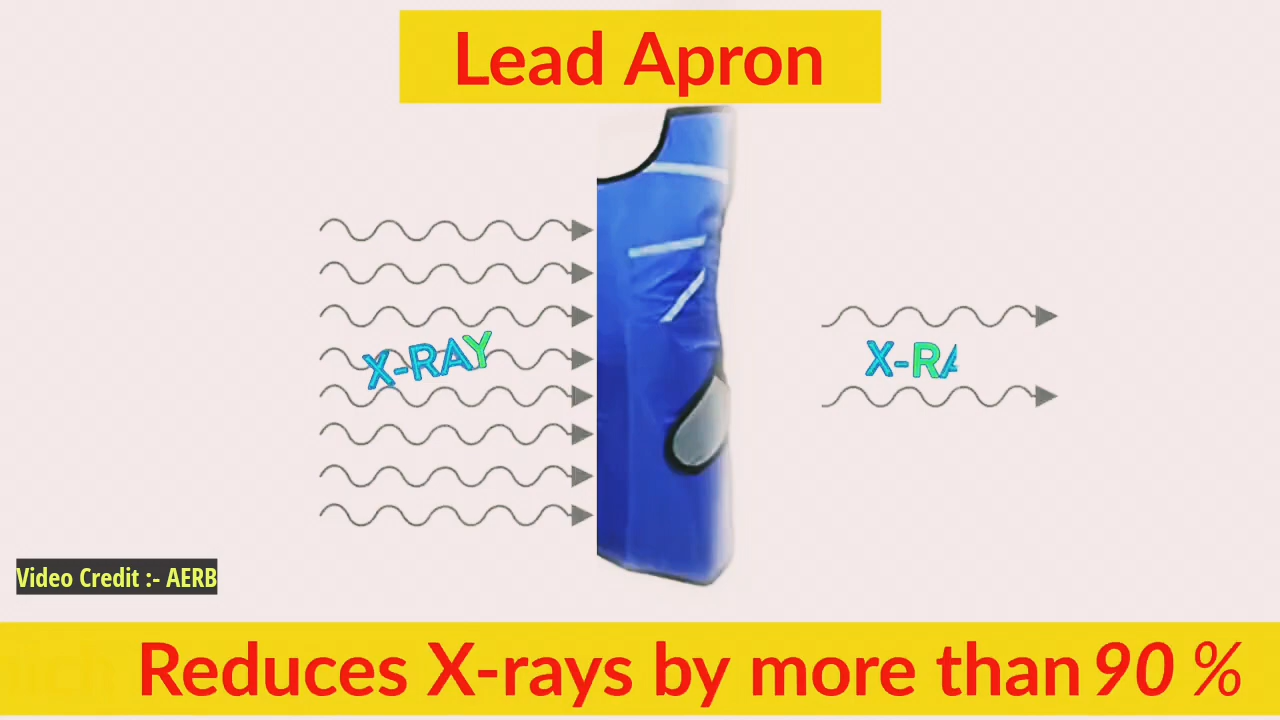 Lead Apron
X-RAY
X-RA
Video Credit :- AERB
Reduces X-rays by more than 90 %